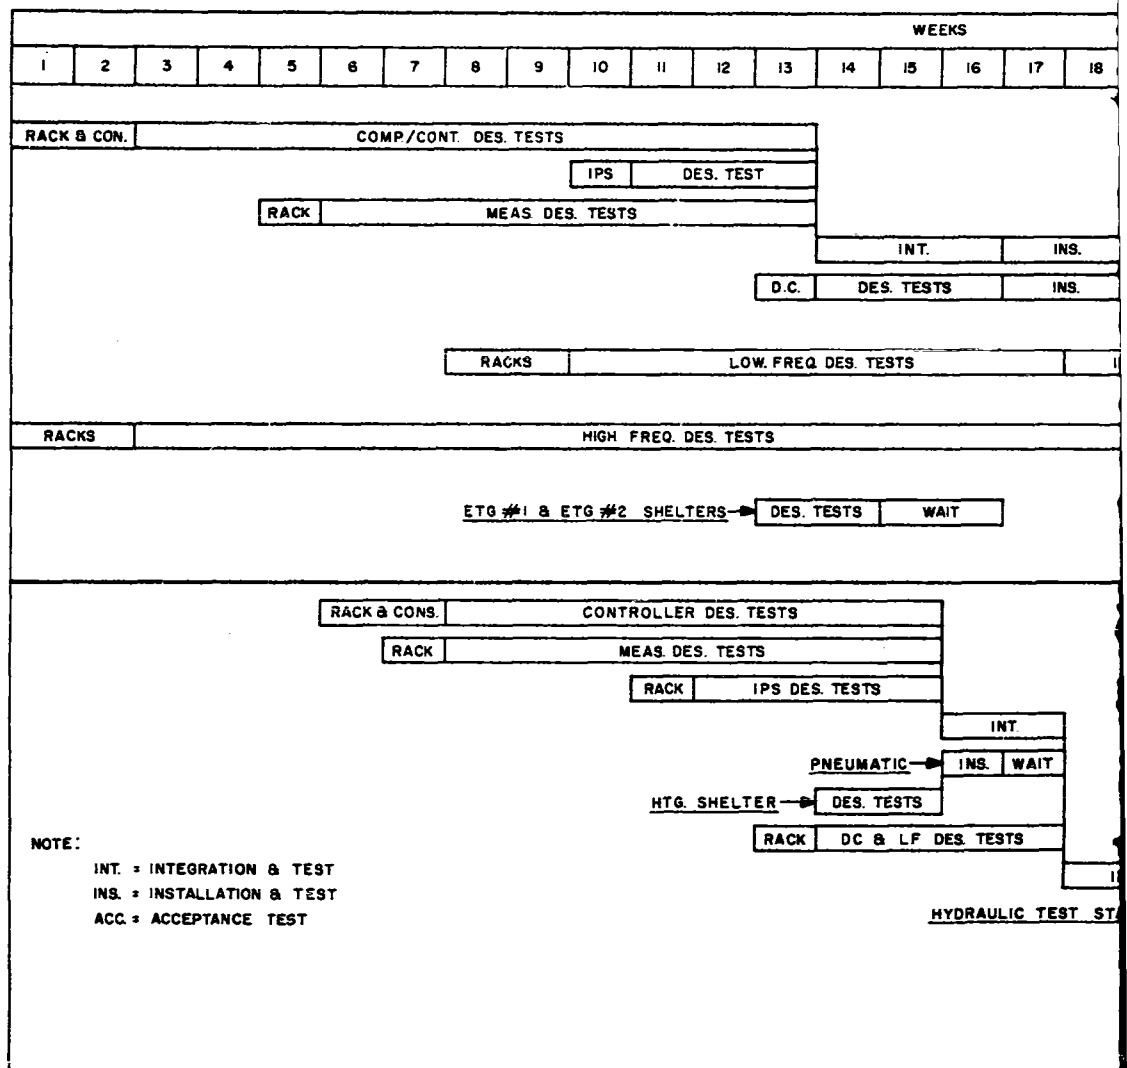 WEEKS
1 2 3 4 5 6 7 8 9 10 11 12 13 14 15 16 17 18
RACK & CON. COMP./CONT. DES. TESTS
IPS DES. TEST
RACK MEAS. DES. TESTS
INT. INS.
D.C. DES. TESTS INS.
RACKS LOW. FREQ. DES. TESTS
RACKS HIGH FREQ. DES. TESTS
ETG #1 & ETG #2 SHELTERS DES. TESTS WAIT
RACK & CONS. CONTROLLER DES. TESTS
RACK MEAS. DES. TESTS
RACK IPS DES. TESTS
INT.
PNEUMATIC INS. WAIT
HTG. SHELTER DES. TESTS
RACK DC & LF DES. TESTS
NOTE:
INT. = INTEGRATION & TEST
INS. = INSTALLATION & TEST
ACC. = ACCEPTANCE TEST
HYDRAULIC TEST STA